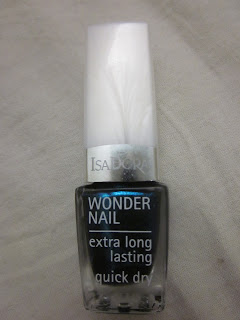 ISADORA
WONDER
NAIL
extra long
lasting
quick dry